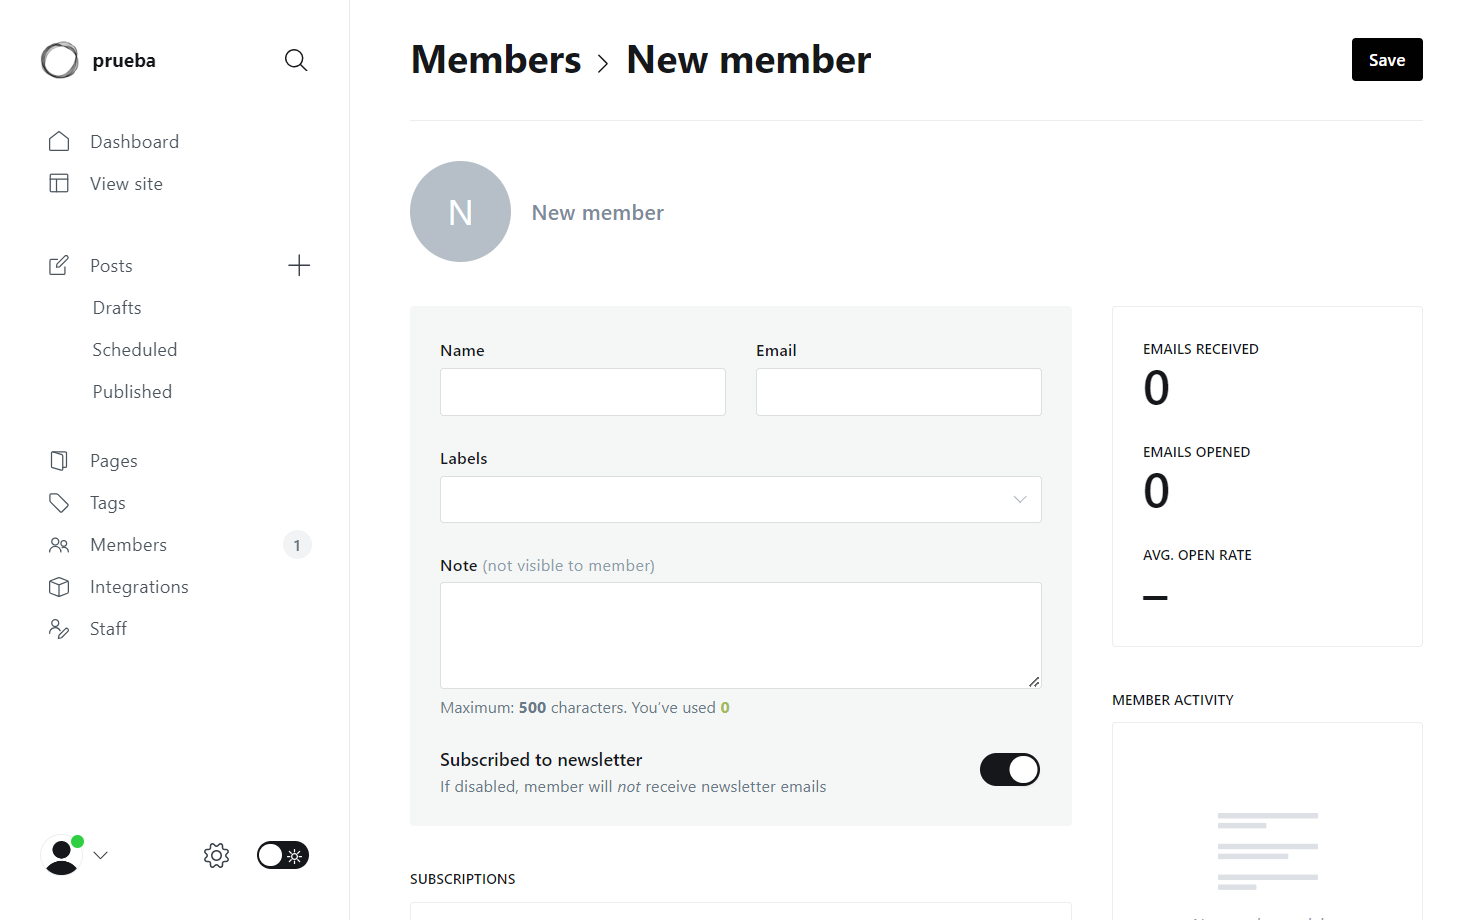 prueba
Dashboard
View site
Posts
Drafts
Scheduled
Published
Pages
Tags
Members 1
Integrations
Staff
Members > New member
Save
N
New member
Name
Email
Labels
Note (not visible to member)
Maximum: 500 characters. You've used 0
Subscribed to newsletter
If disabled, member will not receive newsletter emails
SUBSCRIPTIONS
EMAILS RECEIVED
0
EMAILS OPENED
0
AVG. OPEN RATE
–
MEMBER ACTIVITY